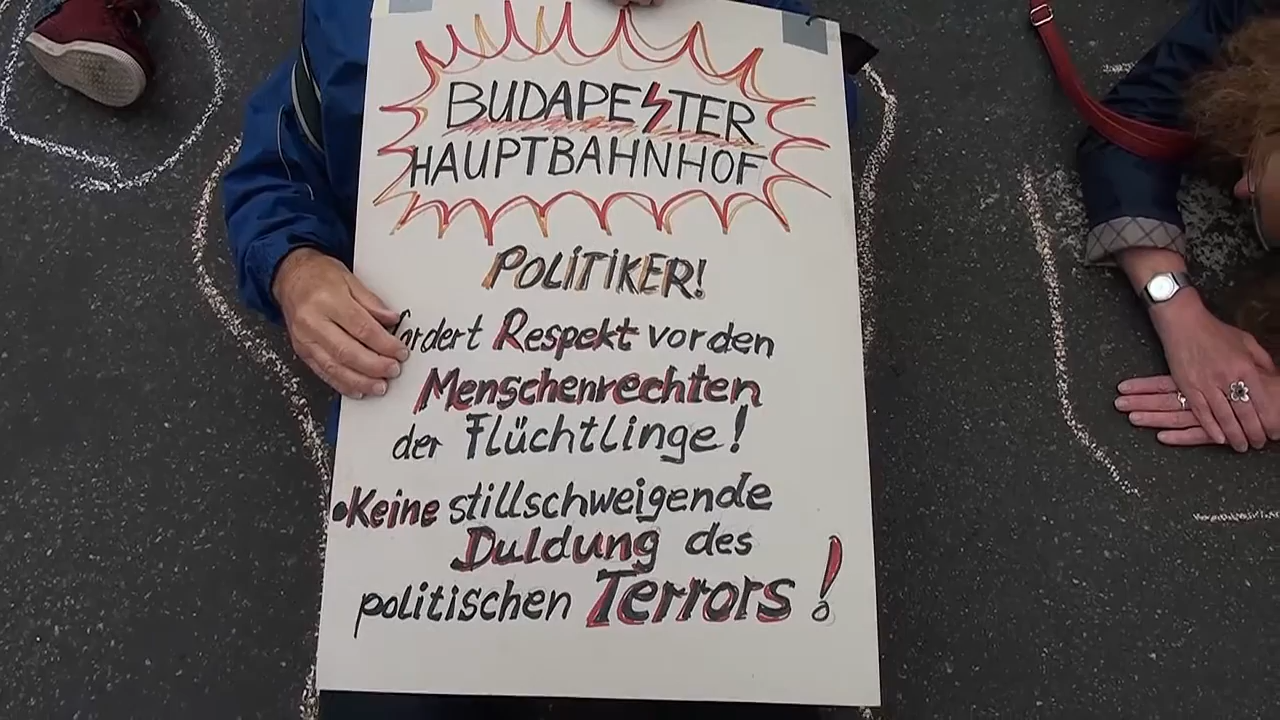 BUDAPESTER
HAUPTBAHNHOF
POLITIKER!
fordert Respekt vor den
Menschenrechten
der Flüchtlinge!
• Keine stillschweigende
Duldung des
politischen Terrors!